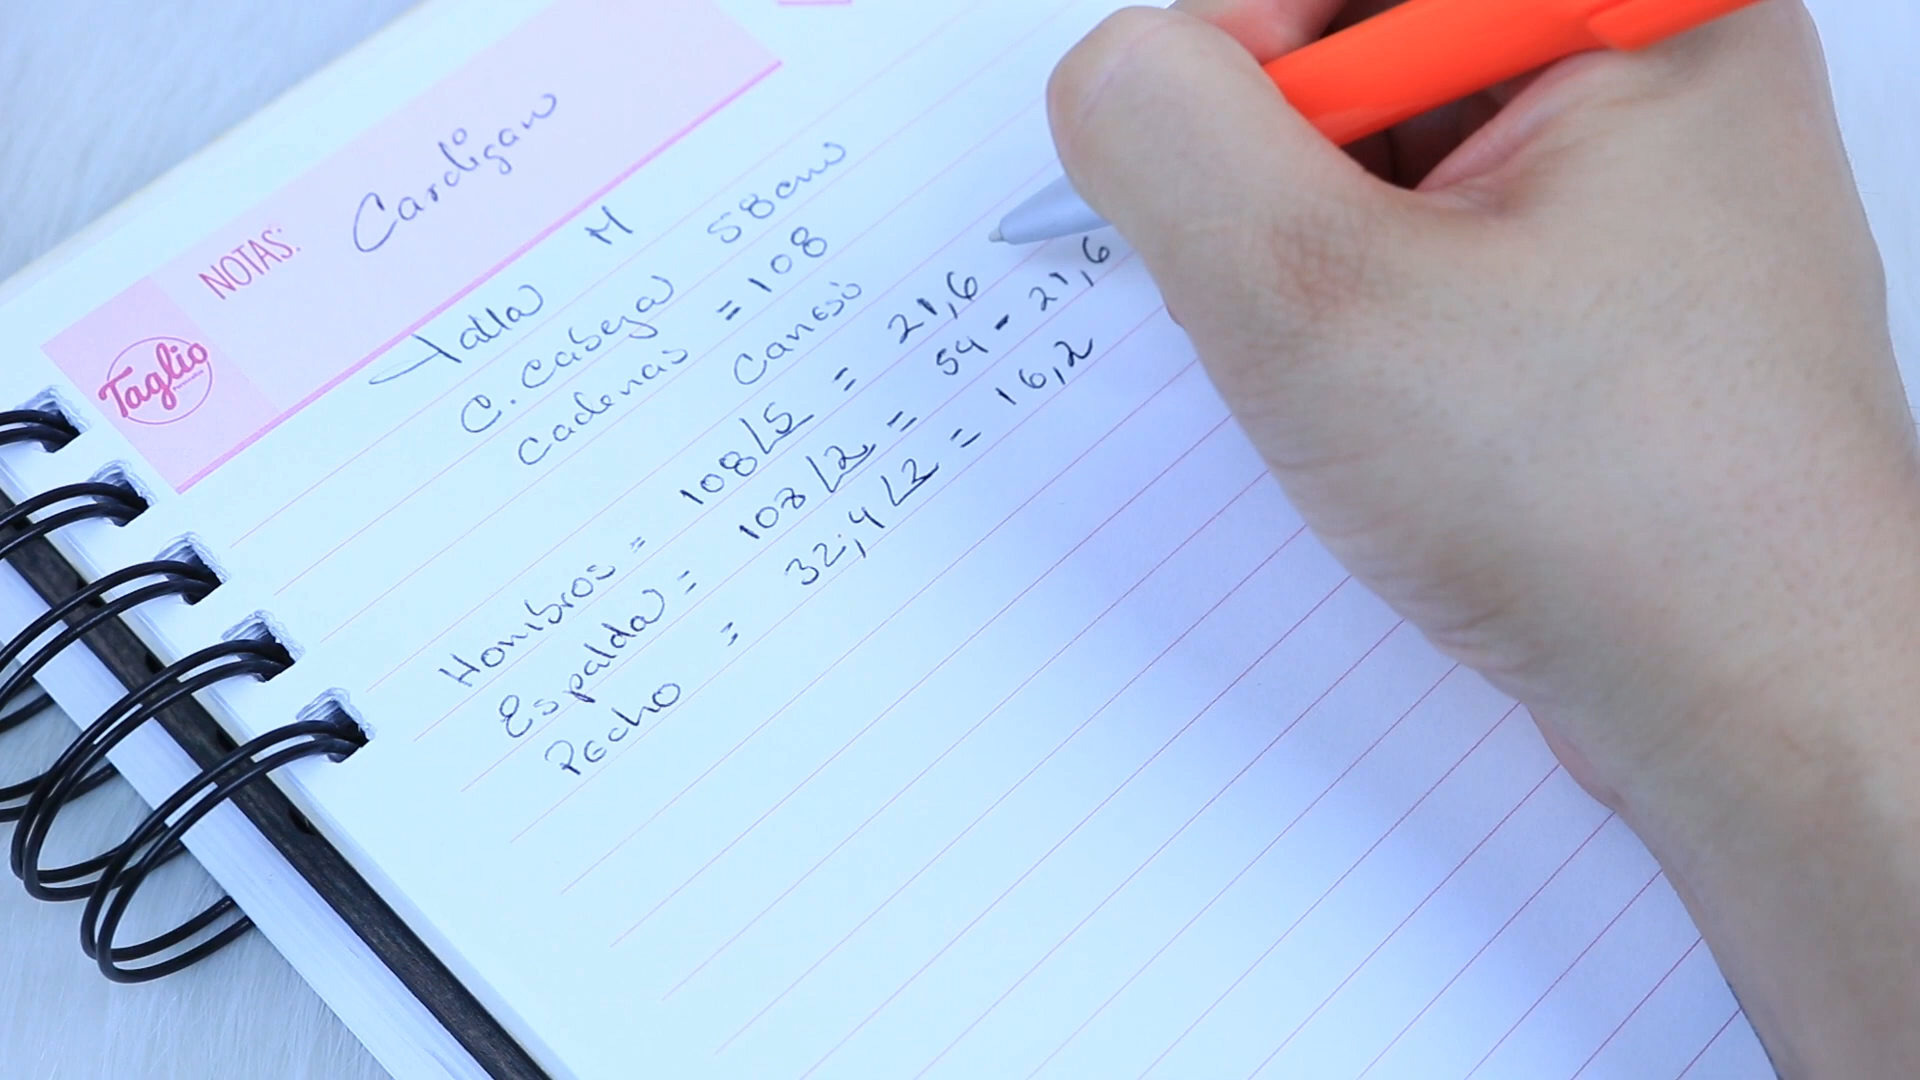 NOTAS: Cardigan
Taglio
Talla M
C. Cabeza 58cm
Cadenas = 108
Canesú
Hombros = 108/5 = 21,6
Espalda = 108/2 = 54 - 21,6
Pecho = 32,4/2 = 16,2